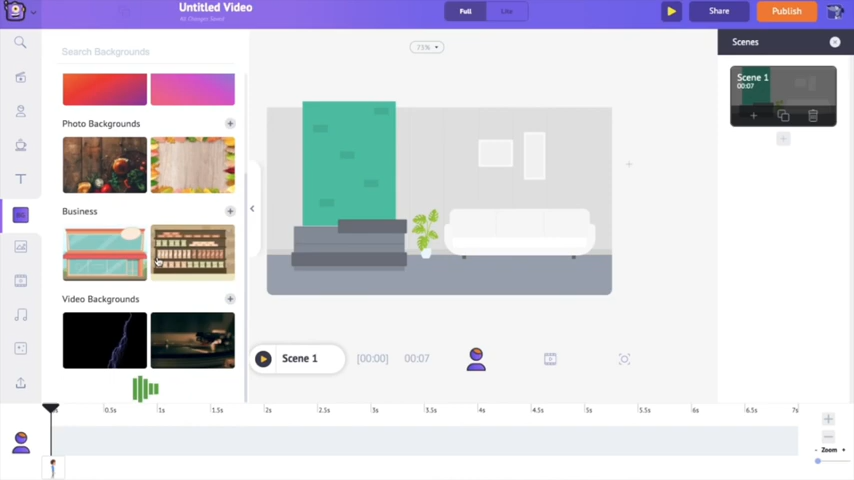 Untitled Video
All Changes Saved
Full
Lite
Share
Publish
Search Backgrounds
73%
Scenes
Scene 1
00:07
Photo Backgrounds
Business
Video Backgrounds
BG
Scene 1
[00:00]
00:07
0.5s
1s
1.5s
2s
2.5s
3s
3.5s
4s
4.5s
5s
5.5s
6s
6.5s
7s
- Zoom +